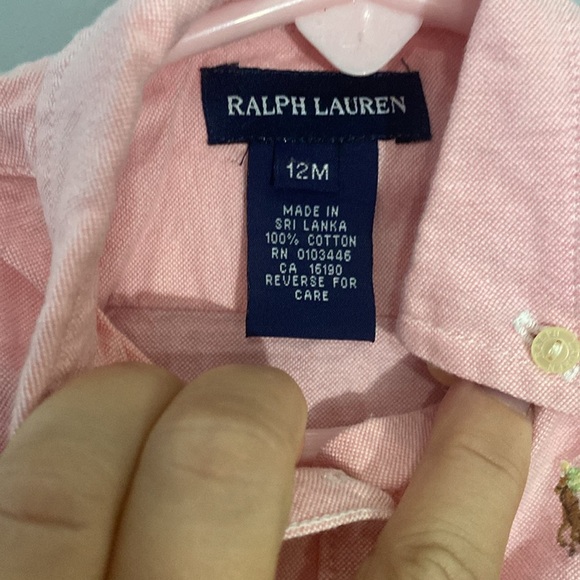 RALPH LAUREN
12M
MADE IN
SRI LANKA
100% COTTON
RN 0103446
CA 16190
REVERSE FOR
CARE